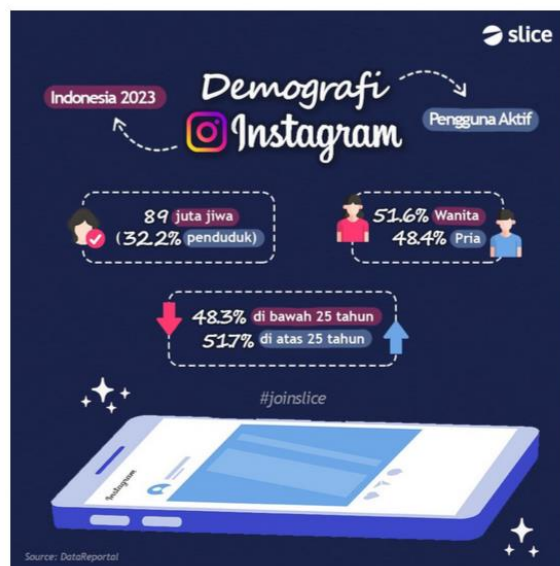 slice
Indonesia 2023
Demografi
Instagram
Pengguna Aktif
89 juta jiwa
(32.2% penduduk)
51.6% Wanita
48.4% Pria
48.3% di bawah 25 tahun
51.7% di atas 25 tahun
#joinslice
Instagram
Source: DataReportal